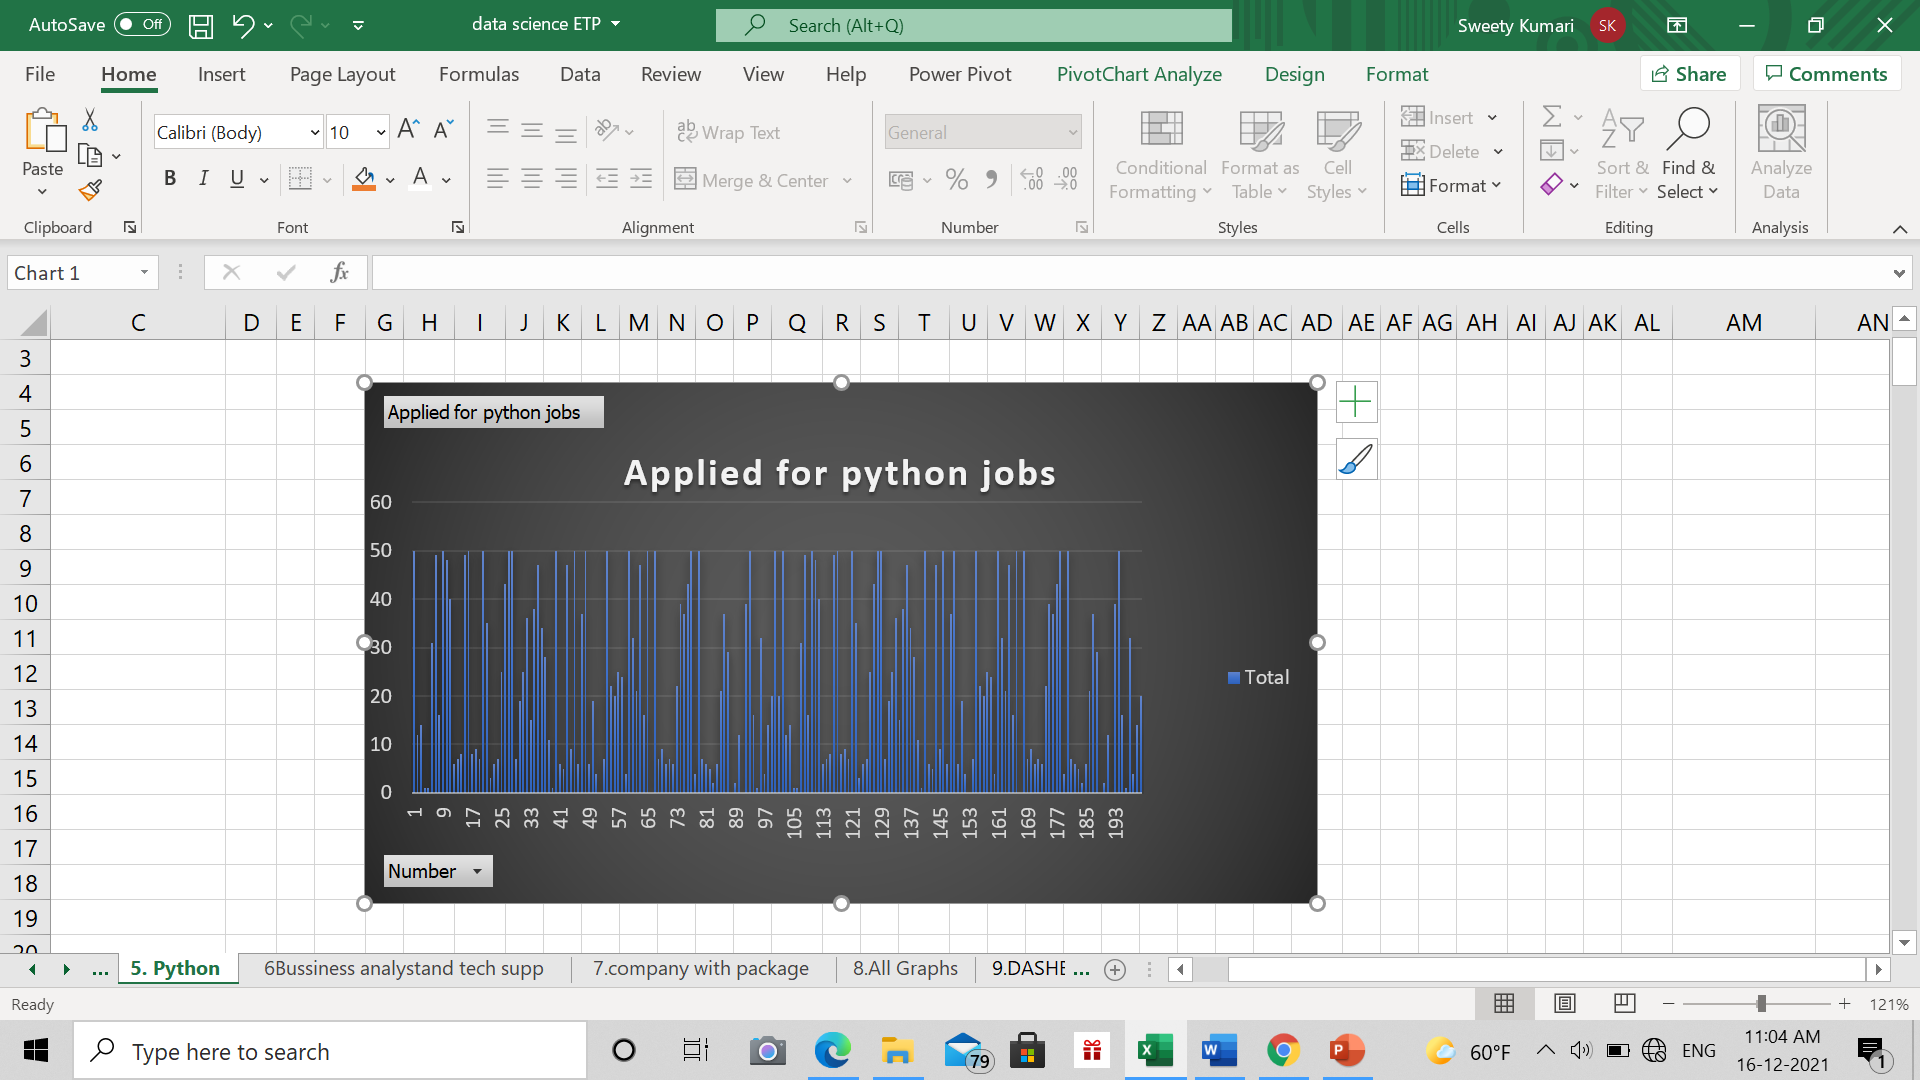 AutoSave Off
data science ETP
Search (Alt+Q)
Sweety Kumari SK
File Home Insert Page Layout Formulas Data Review View Help Power Pivot PivotChart Analyze Design Format
Share Comments
Calibri (Body) 10
Wrap Text
General
Insert
Paste
Conditional Format as Cell
Delete
Sort & Find & Analyze
B I U
Merge & Center
Formatting Table Styles
Format
Filter Select Data
Clipboard Font Alignment Number Styles Cells Editing Analysis
Chart 1 fx
C D E F G H I J K L M N O P Q R S T U V W X Y Z AA AB AC AD AE AF AG AH AI AJ AK AL AM AN
3
4
5
6
7
8
9
10
11
12
13
14
15
16
17
18
19
20
Applied for python jobs
Applied for python jobs
60
50
40
30
20
10
0
Total
1 9 17 25 33 41 49 57 65 73 81 89 97 105 113 121 129 137 145 153 161 169 177 185 193
Number
... 5. Python 6Bussiness analystand tech supp 7.company with package 8.All Graphs 9.DASHE ...
Ready
121%
Type here to search
79
60°F
ENG
11:04 AM
16-12-2021
1